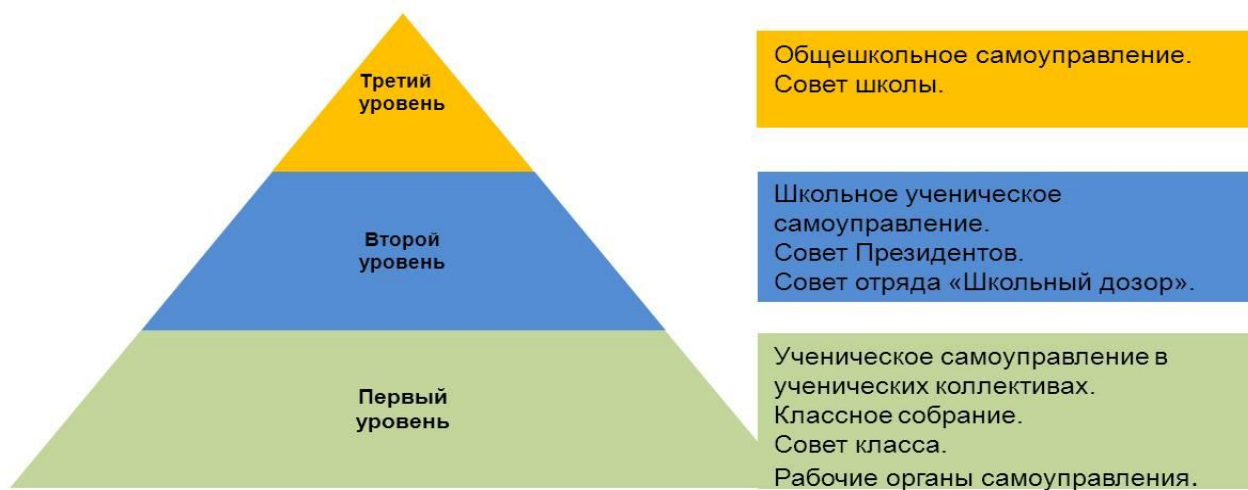 Третий
уровень
Общешкольное самоуправление.
Совет школы.
Второй
уровень
Школьное ученическое
самоуправление.
Совет Президентов.
Совет отряда «Школьный дозор».
Первый
уровень
Ученическое самоуправление в
ученических коллективах.
Классное собрание.
Совет класса.
Рабочие органы самоуправления.